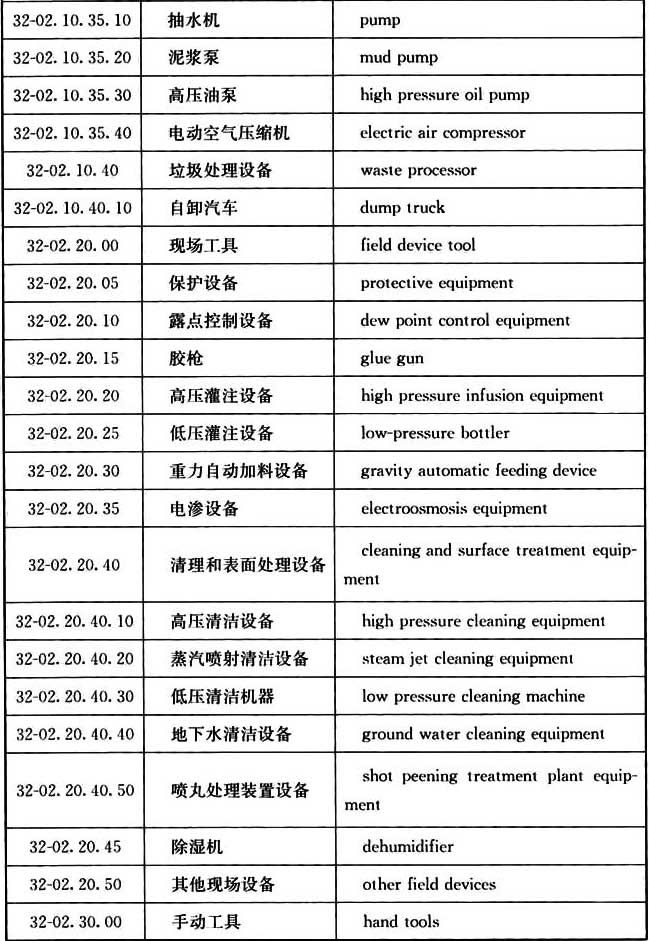 32-02. 10. 35. 10 抽水机 pump
32-02. 10. 35. 20 泥浆泵 mud pump
32-02. 10. 35. 30 高压油泵 high pressure oil pump
32-02. 10. 35. 40 电动空气压缩机 electric air compressor
32-02. 10. 40 垃圾处理设备 waste processor
32-02. 10. 40. 10 自卸汽车 dump truck
32-02. 20. 00 现场工具 field device tool
32-02. 20. 05 保护设备 protective equipment
32-02. 20. 10 露点控制设备 dew point control equipment
32-02. 20. 15 胶枪 glue gun
32-02. 20. 20 高压灌注设备 high pressure infusion equipment
32-02. 20. 25 低压灌注设备 low-pressure bottler
32-02. 20. 30 重力自动加料设备 gravity automatic feeding device
32-02. 20. 35 电渗设备 electroosmosis equipment
32-02. 20. 40 清理和表面处理设备 cleaning and surface treatment equip-
ment
32-02. 20. 40. 10 高压清洁设备 high pressure cleaning equipment
32-02. 20. 40. 20 蒸汽喷射清洁设备 steam jet cleaning equipment
32-02. 20. 40. 30 低压清洁机器 low pressure cleaning machine
32-02. 20. 40. 40 地下水清洁设备 ground water cleaning equipment
32-02. 20. 40. 50 喷丸处理装置设备 shot peening treatment plant equip-
ment
32-02. 20. 45 除湿机 dehumidifier
32-02. 20. 50 其他现场设备 other field devices
32-02. 30. 00 手动工具 hand tools